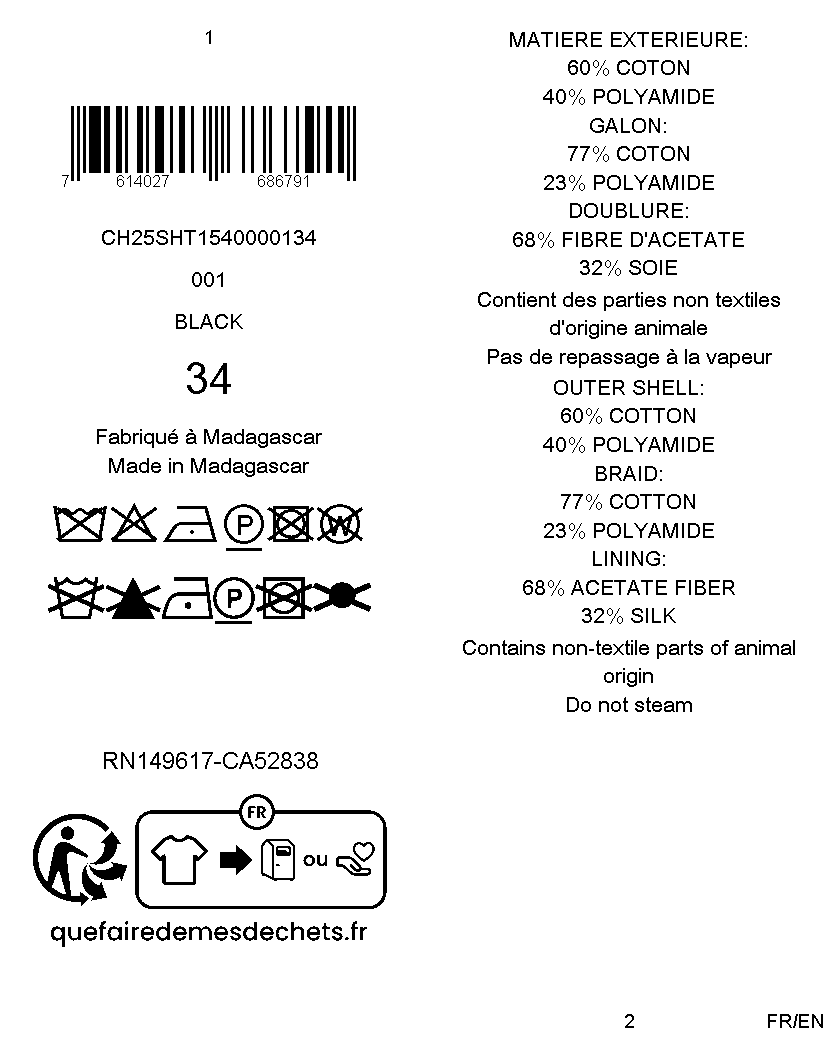 1
7 614027 686791
CH25SHT1540000134
001
BLACK
34
Fabriqué à Madagascar
Made in Madagascar
P W
P
RN149617-CA52838
FR
ou
quefairedemesdechets.fr
MATIERE EXTERIEURE:
60% COTON
40% POLYAMIDE
GALON:
77% COTON
23% POLYAMIDE
DOUBLURE:
68% FIBRE D'ACETATE
32% SOIE
Contient des parties non textiles
d'origine animale
Pas de repassage à la vapeur
OUTER SHELL:
60% COTTON
40% POLYAMIDE
BRAID:
77% COTTON
23% POLYAMIDE
LINING:
68% ACETATE FIBER
32% SILK
Contains non-textile parts of animal
origin
Do not steam
2
FR/EN